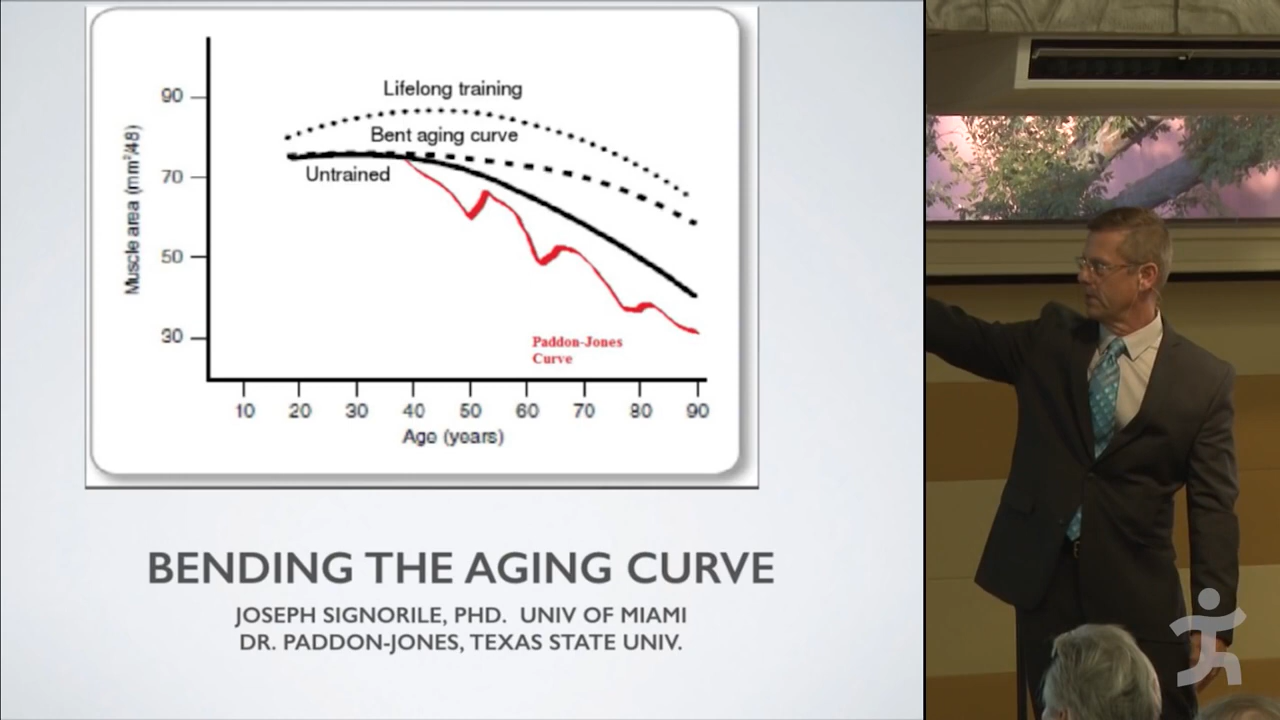 90
70
50
30
Muscle area (mm²/48)
Lifelong training
Bent aging curve
Untrained
Paddon-Jones
Curve
10 20 30 40 50 60 70 80 90
Age (years)
BENDING THE AGING CURVE
JOSEPH SIGNORILE, PHD. UNIV OF MIAMI
DR. PADDON-JONES, TEXAS STATE UNIV.